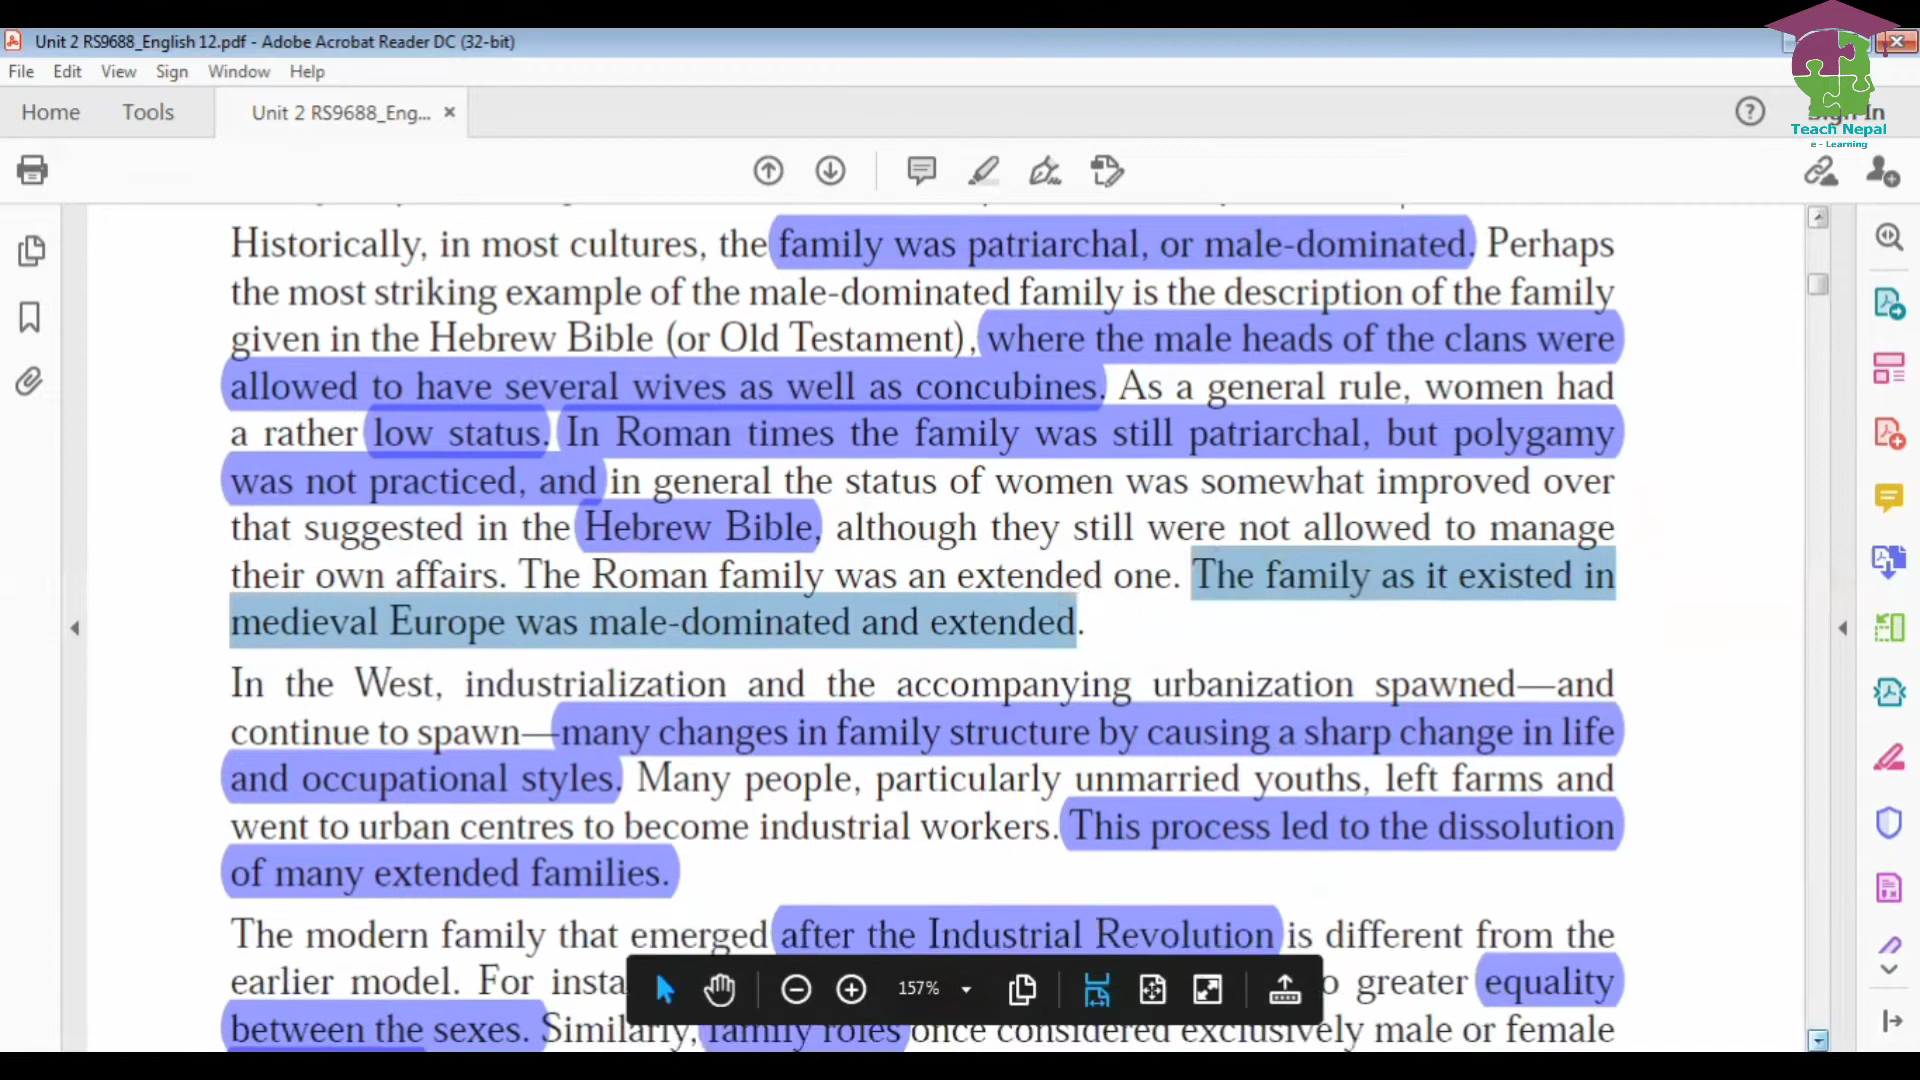 Unit 2 RS9688_English 12.pdf - Adobe Acrobat Reader DC (32-bit)
File Edit View Sign Window Help
Home Tools Unit 2 RS9688_Eng... × Sign In
Teach Nepal
e - Learning
Historically, in most cultures, the family was patriarchal, or male-dominated. Perhaps
the most striking example of the male-dominated family is the description of the family
given in the Hebrew Bible (or Old Testament), where the male heads of the clans were
allowed to have several wives as well as concubines. As a general rule, women had
a rather low status. In Roman times the family was still patriarchal, but polygamy
was not practiced, and in general the status of women was somewhat improved over
that suggested in the Hebrew Bible, although they still were not allowed to manage
their own affairs. The Roman family was an extended one. The family as it existed in
medieval Europe was male-dominated and extended.
In the West, industrialization and the accompanying urbanization spawned—and
continue to spawn—many changes in family structure by causing a sharp change in life
and occupational styles. Many people, particularly unmarried youths, left farms and
went to urban centres to become industrial workers. This process led to the dissolution
of many extended families.
The modern family that emerged after the Industrial Revolution is different from the
earlier model. For insta o greater equality
157%
between the sexes. Similarly, family roles once considered exclusively male or female